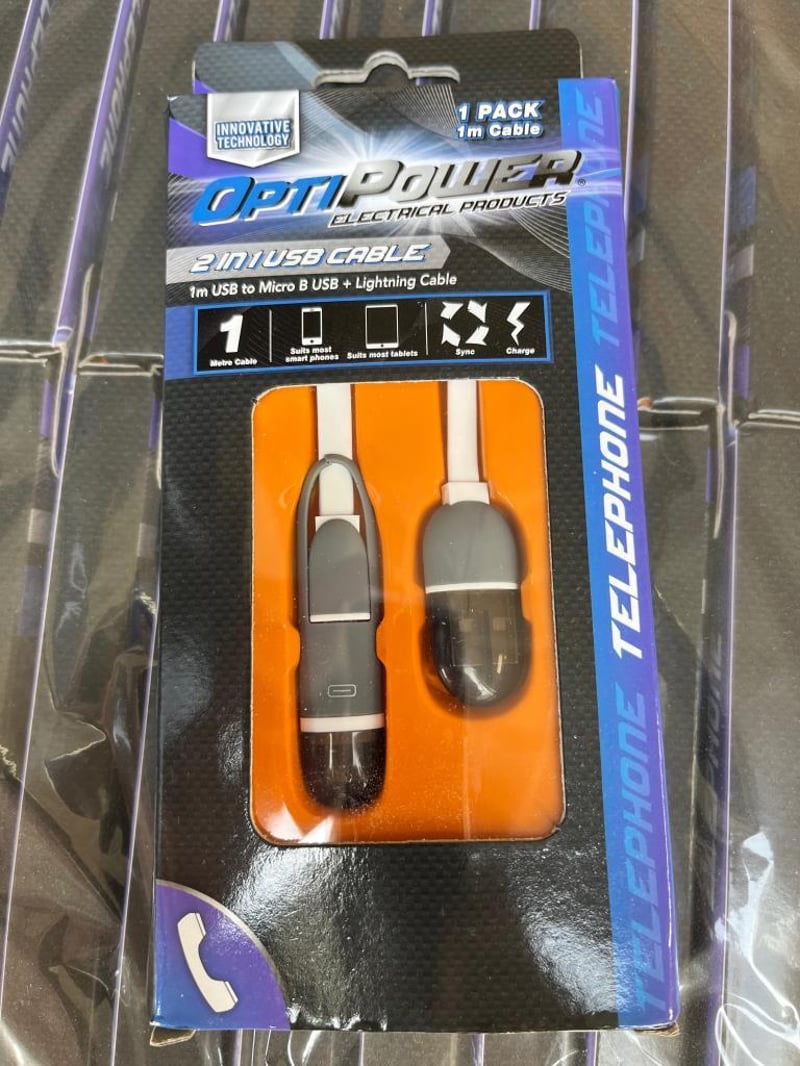 INNOVATIVE
TECHNOLOGY
1 PACK
1m Cable
OPTIPOWER®
ELECTRICAL PRODUCTS
2 IN 1 USB CABLE
1m USB to Micro B USB + Lightning Cable
1
Metre Cable
Suits most
smart phones
Suits most tablets
Sync
Charge
TELEPHONE
TELEPHONE
TELEPHONE